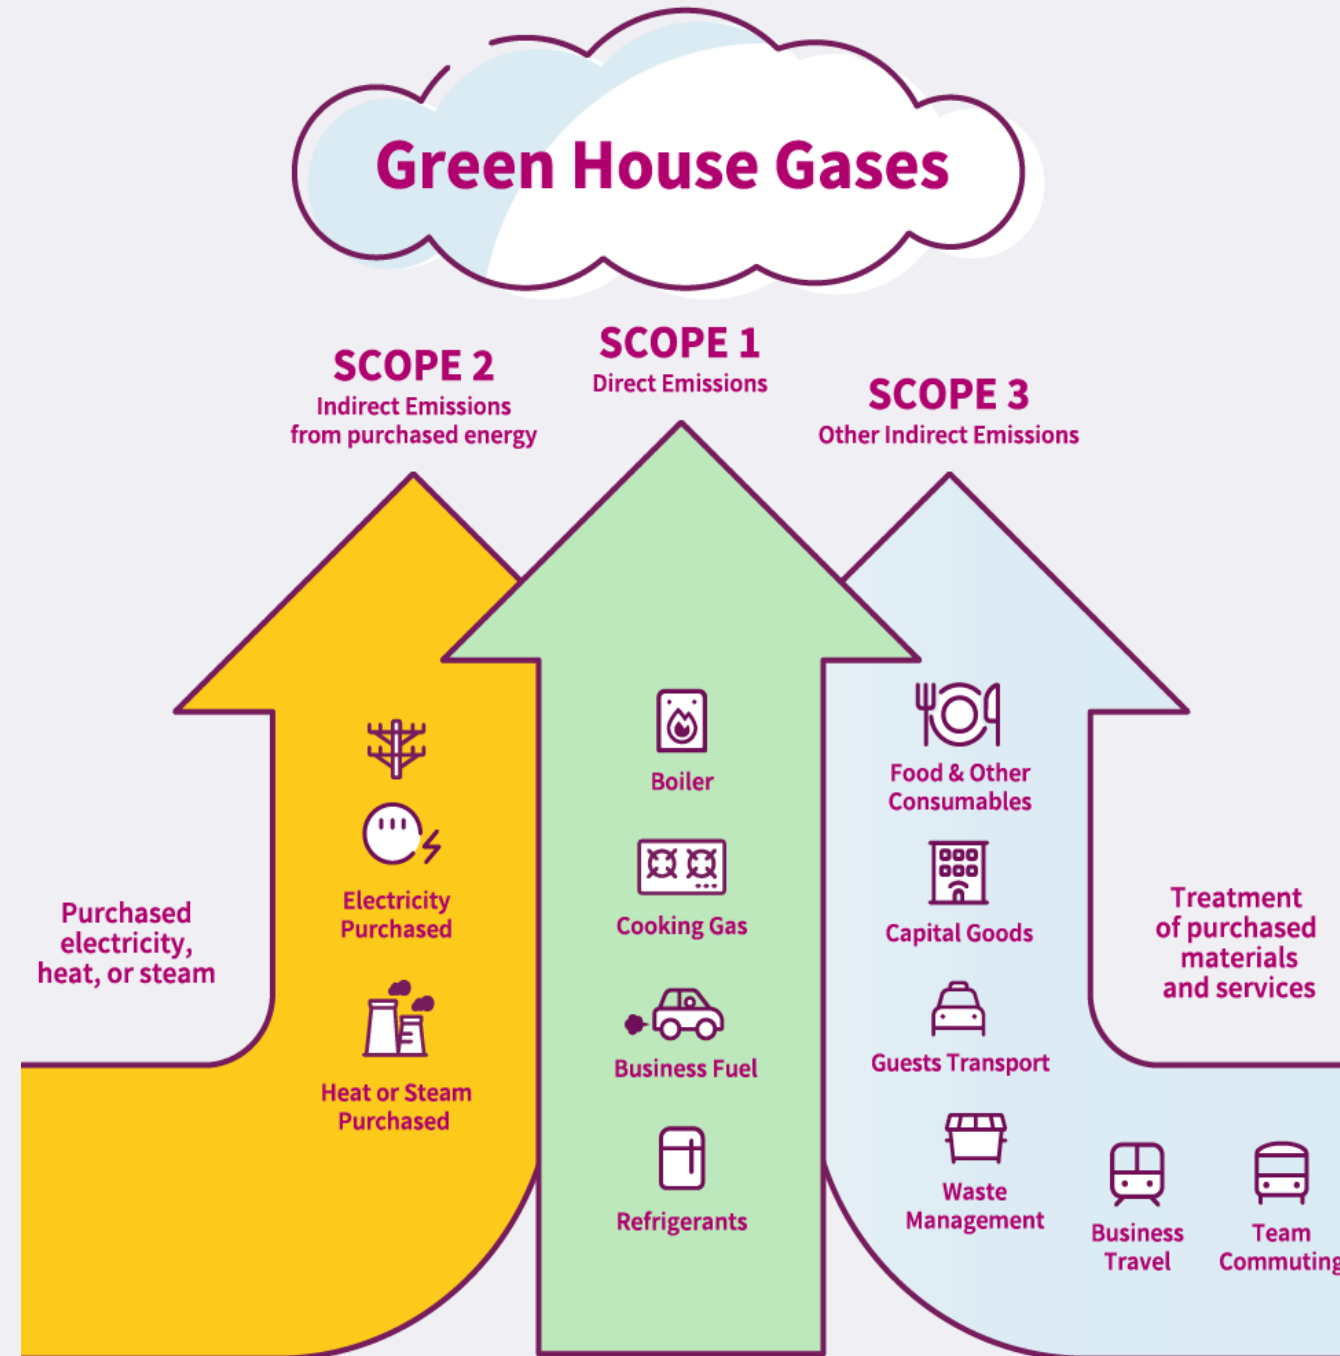 Green House Gases
SCOPE 2
Indirect Emissions
from purchased energy
SCOPE 1
Direct Emissions
SCOPE 3
Other Indirect Emissions
Purchased
electricity,
heat, or steam
Electricity
Purchased
Heat or Steam
Purchased
Boiler
Cooking Gas
Business Fuel
Refrigerants
Food & Other
Consumables
Capital Goods
Guests Transport
Waste
Management
Business
Travel
Team
Commuting
Treatment
of purchased
materials
and services